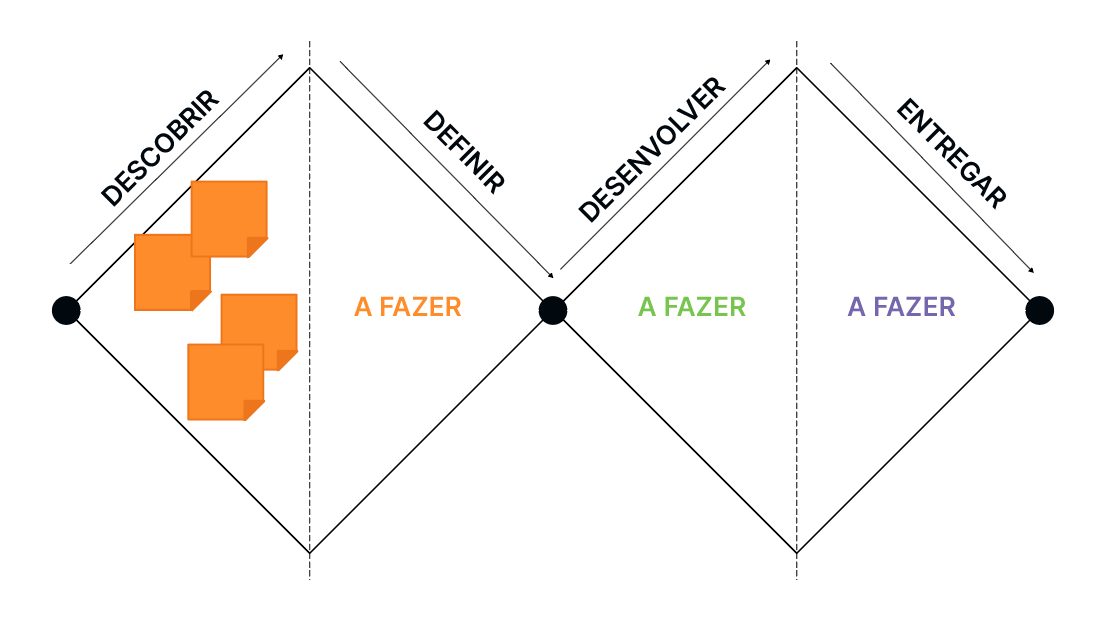 DESCOBRIR
DEFINIR
DESENVOLVER
ENTREGAR
A FAZER
A FAZER
A FAZER